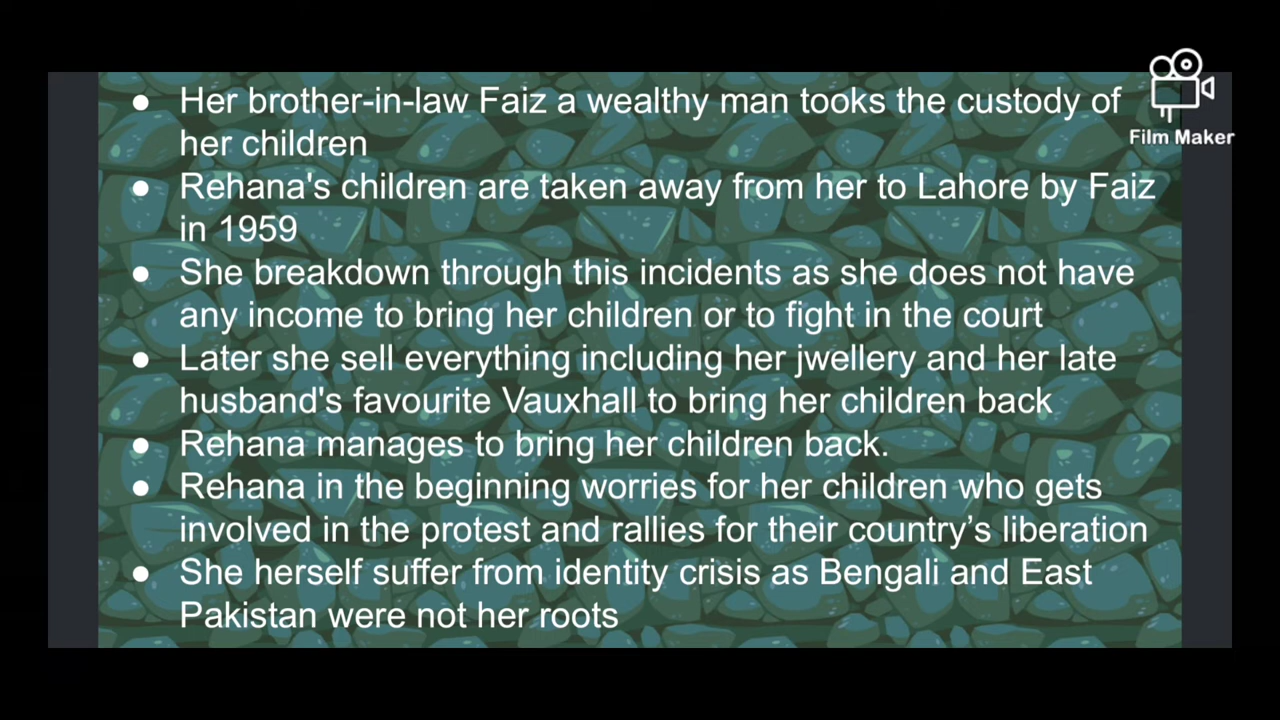 ● Her brother-in-law Faiz a wealthy man tooks the custody of
her children
● Rehana's children are taken away from her to Lahore by Faiz
in 1959
● She breakdown through this incidents as she does not have
any income to bring her children or to fight in the court
● Later she sell everything including her jwellery and her late
husband's favourite Vauxhall to bring her children back
● Rehana manages to bring her children back.
● Rehana in the beginning worries for her children who gets
involved in the protest and rallies for their country’s liberation
● She herself suffer from identity crisis as Bengali and East
Pakistan were not her roots
Film Maker